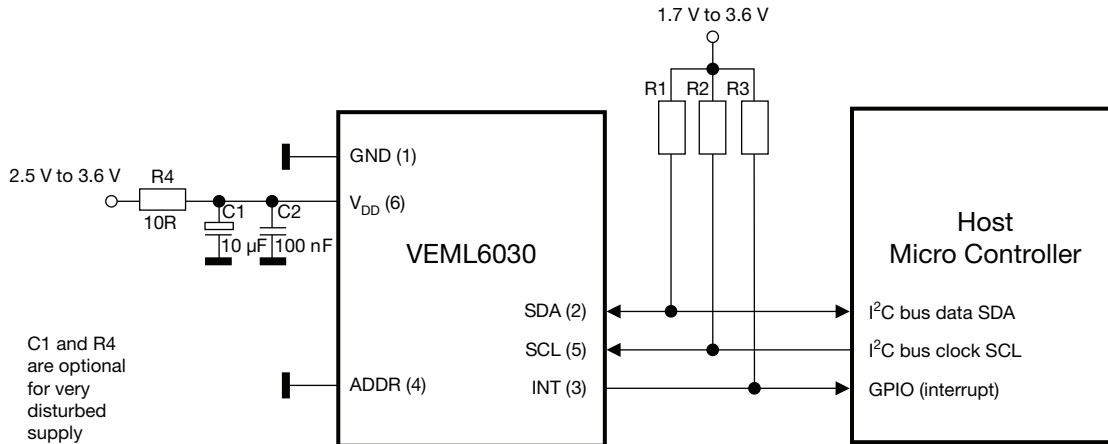 1.7 V to 3.6 V
R1
R2
R3
GND (1)
2.5 V to 3.6 V
R4
10R
C1
10 µF
C2
100 nF
V_DD (6)
VEML6030
Host
Micro Controller
SDA (2)
I²C bus data SDA
SCL (5)
I²C bus clock SCL
ADDR (4)
INT (3)
GPIO (interrupt)
C1 and R4
are optional
for very
disturbed
supply